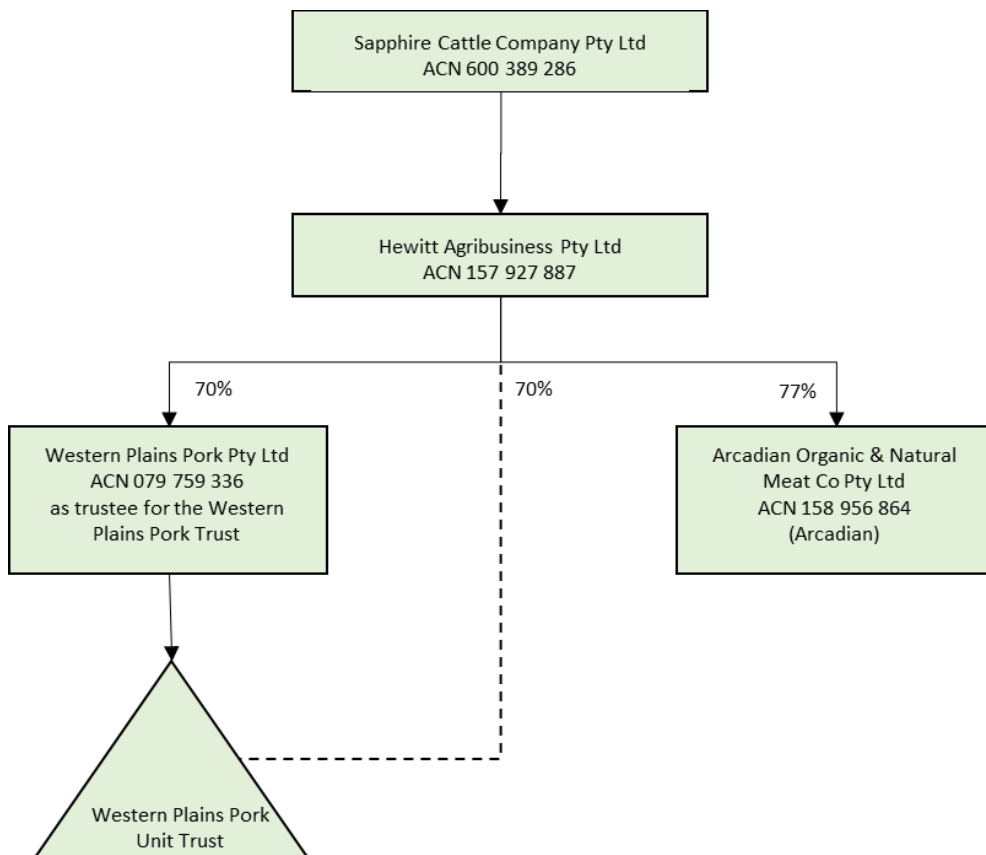 Sapphire Cattle Company Pty Ltd
ACN 600 389 286
Hewitt Agribusiness Pty Ltd
ACN 157 927 887
70%
70%
77%
Western Plains Pork Pty Ltd
ACN 079 759 336
as trustee for the Western
Plains Pork Trust
Arcadian Organic & Natural
Meat Co Pty Ltd
ACN 158 956 864
(Arcadian)
Western Plains Pork
Unit Trust